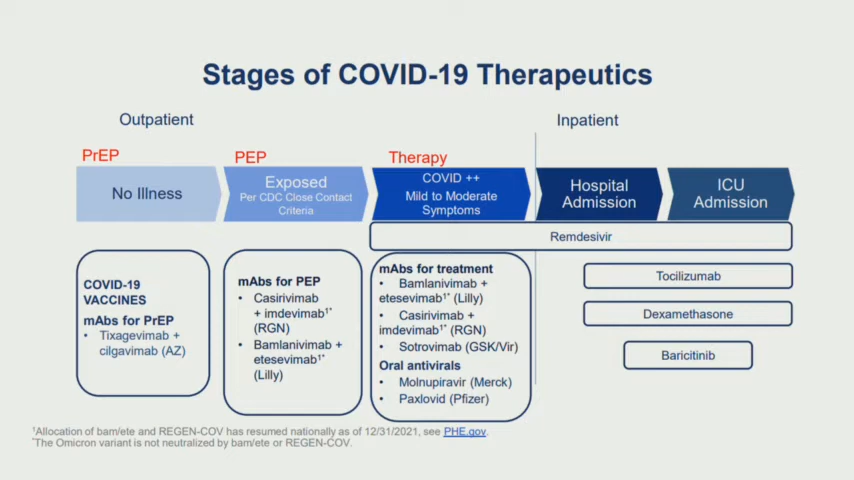 Stages of COVID-19 Therapeutics
Outpatient
Inpatient
PrEP
PEP
Therapy
No Illness
Exposed
Per CDC Close Contact
Criteria
COVID ++
Mild to Moderate
Symptoms
Hospital
Admission
ICU
Admission
Remdesivir
COVID-19
VACCINES
mAbs for PrEP
• Tixagevimab +
cilgavimab (AZ)
mAbs for PEP
• Casirivimab
+ imdevimab¹*
(RGN)
• Bamlanivimab +
etesevimab¹*
(Lilly)
mAbs for treatment
• Bamlanivimab +
etesevimab¹* (Lilly)
• Casirivimab +
imdevimab¹* (RGN)
• Sotrovimab (GSK/Vir)
Oral antivirals
• Molnupiravir (Merck)
• Paxlovid (Pfizer)
Tocilizumab
Dexamethasone
Baricitinib
¹Allocation of bam/ete and REGEN-COV has resumed nationally as of 12/31/2021, see PHE.gov.
*The Omicron variant is not neutralized by bam/ete or REGEN-COV.